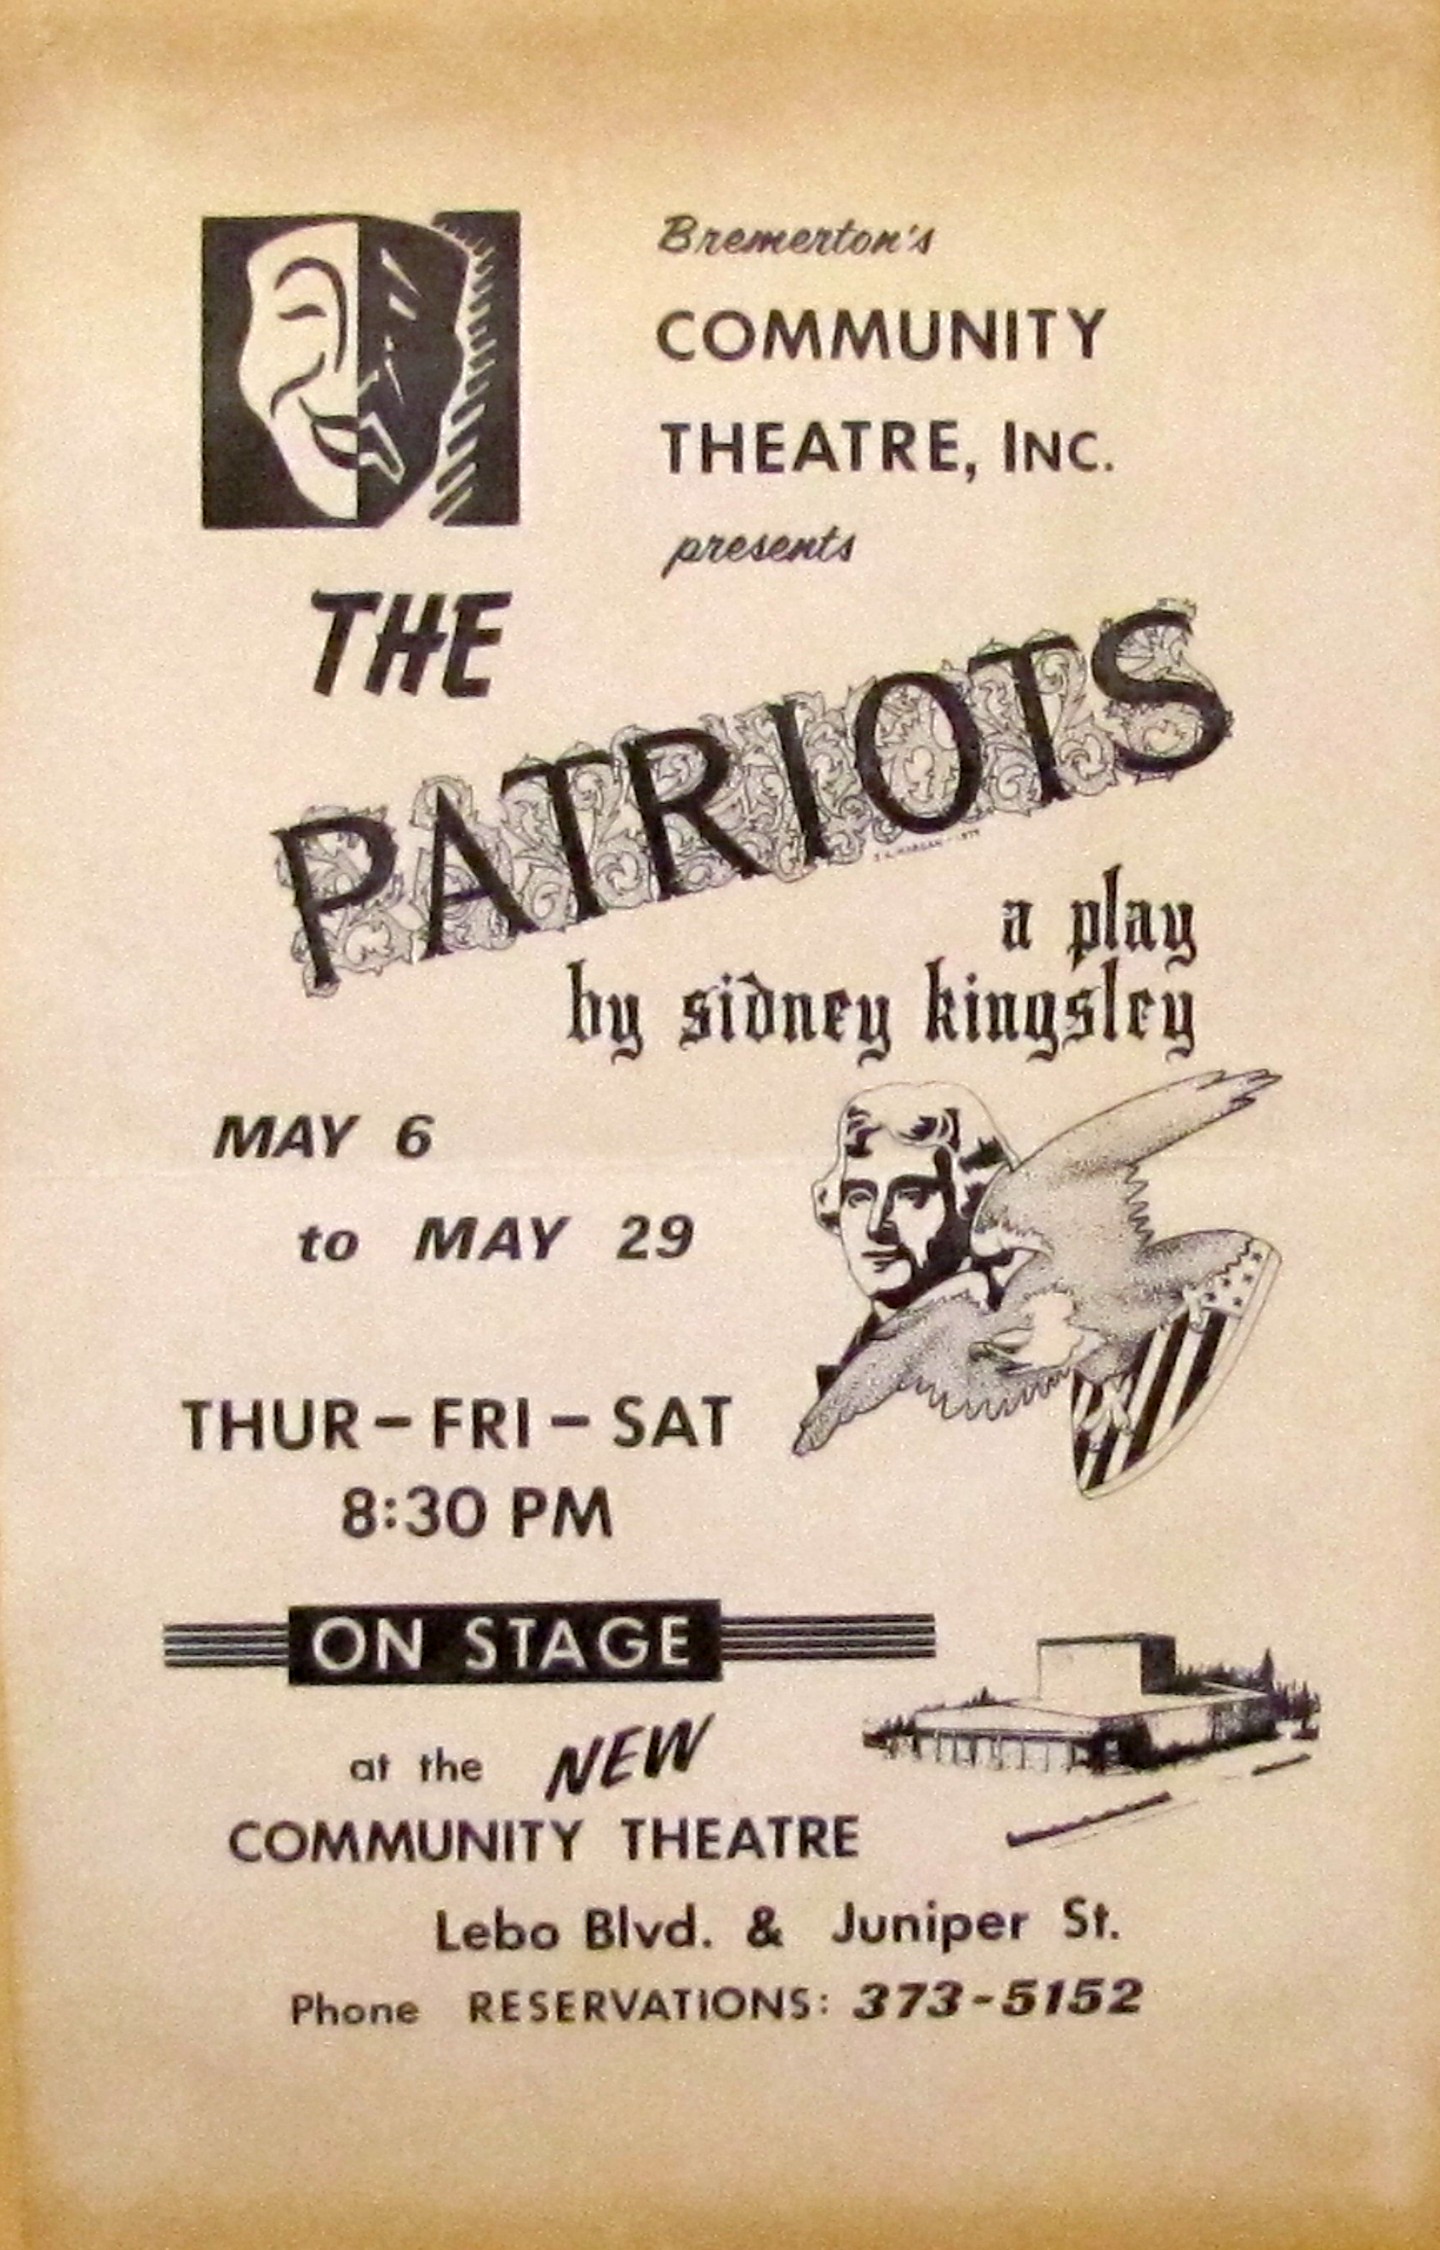 Bremerton's
COMMUNITY
THEATRE, INC.
presents
THE
PATRIOTS
a play
by sidney kingsley
MAY 6
to MAY 29
THUR – FRI – SAT
8:30 PM
ON STAGE
at the NEW
COMMUNITY THEATRE
Lebo Blvd. & Juniper St.
Phone RESERVATIONS: 373-5152